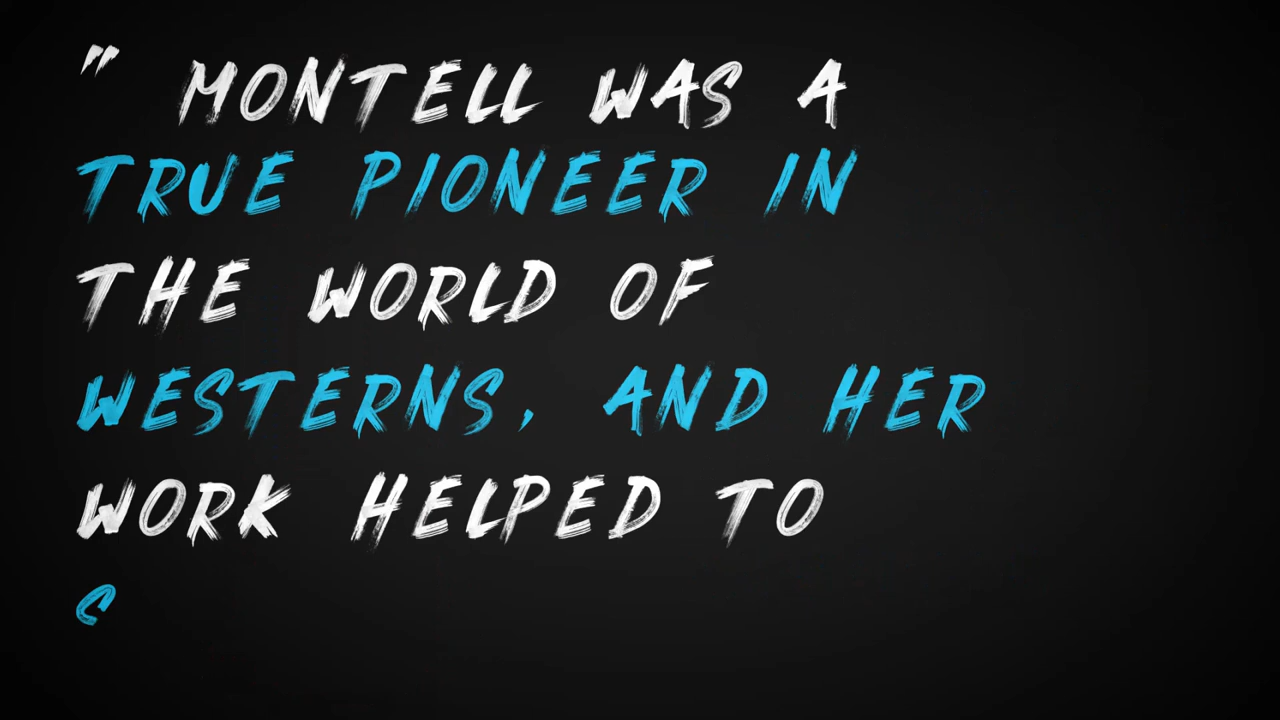 " MONTELL WAS A
TRUE PIONEER IN
THE WORLD OF
WESTERNS, AND HER
WORK HELPED TO
S